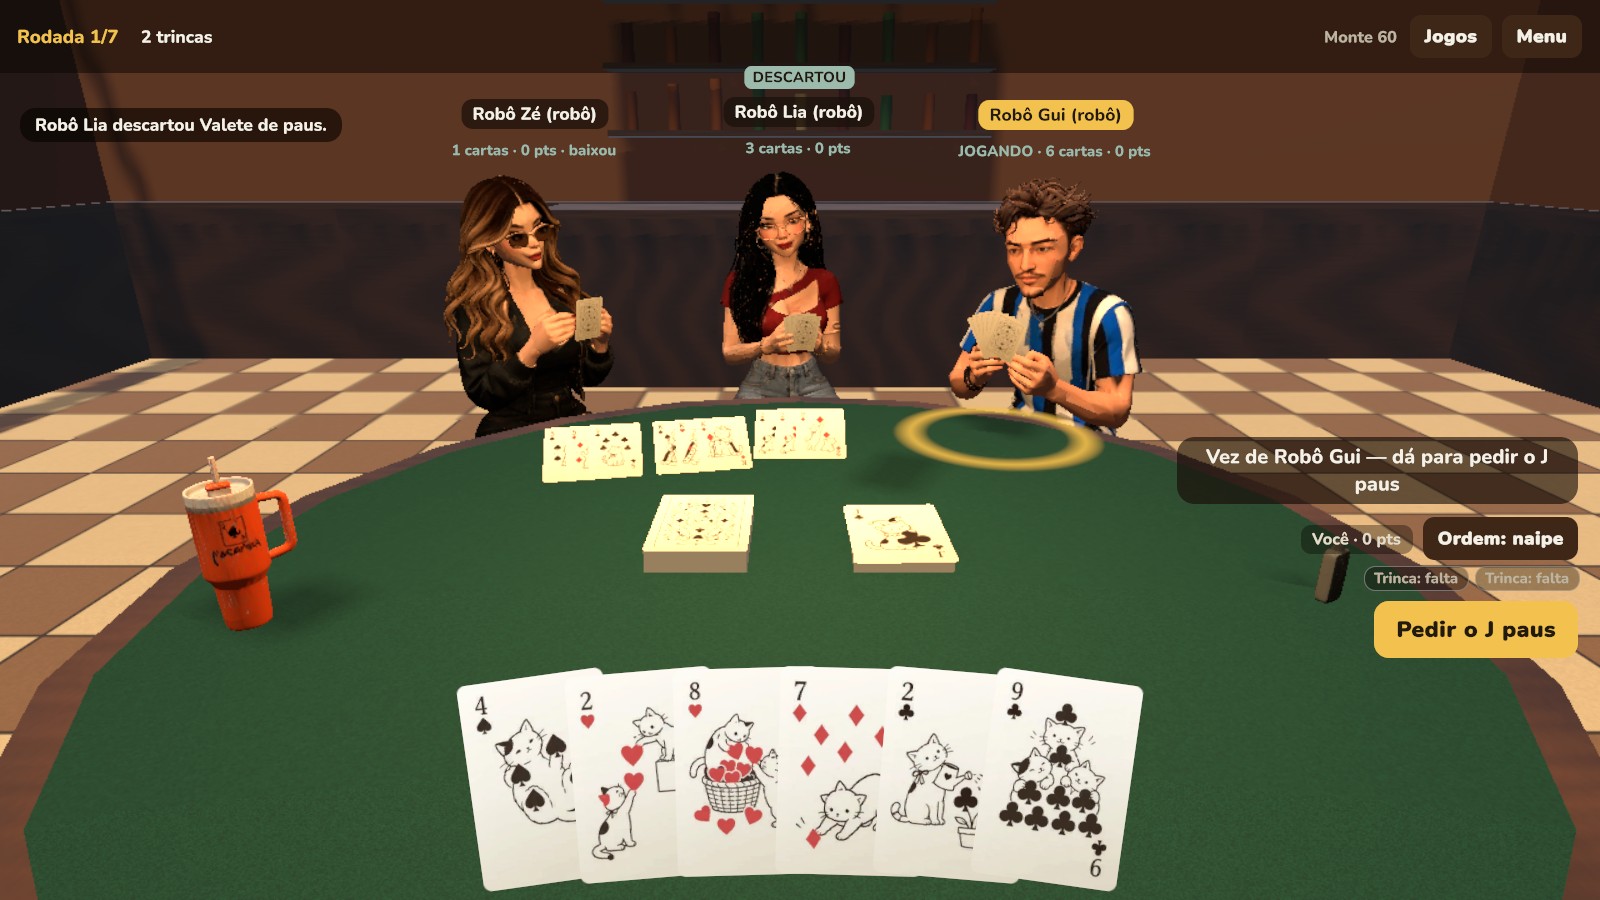 Rodada 1/7 2 trincas
Monte 60 Jogos Menu
DESCARTOU
Robô Lia descartou Valete de paus.
Robô Zé (robô)
1 cartas · 0 pts · baixou
Robô Lia (robô)
3 cartas · 0 pts
Robô Gui (robô)
JOGANDO · 6 cartas · 0 pts
Vez de Robô Gui — dá para pedir o J
paus
Você · 0 pts Ordem: naipe
Trinca: falta Trinca: falta
Pedir o J paus
4 2 8 7 2 9
9